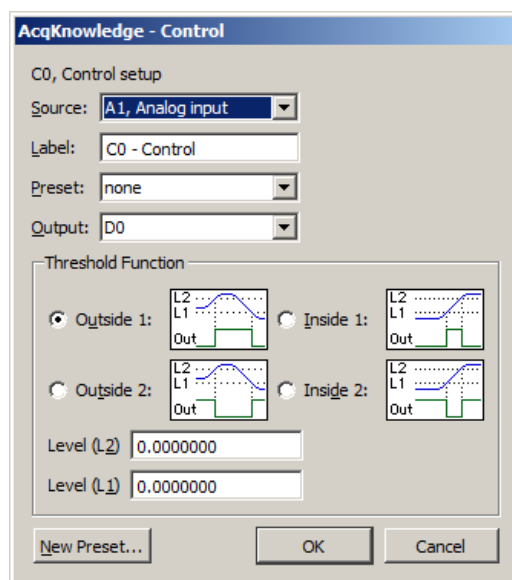 AcqKnowledge - Control
C0, Control setup
Source: A1, Analog input
Label: C0 - Control
Preset: none
Output: D0
Threshold Function
Outside 1: L2 L1 Out Inside 1: L2 L1 Out
Outside 2: L2 L1 Out Inside 2: L2 L1 Out
Level (L2) 0.0000000
Level (L1) 0.0000000
New Preset... OK Cancel